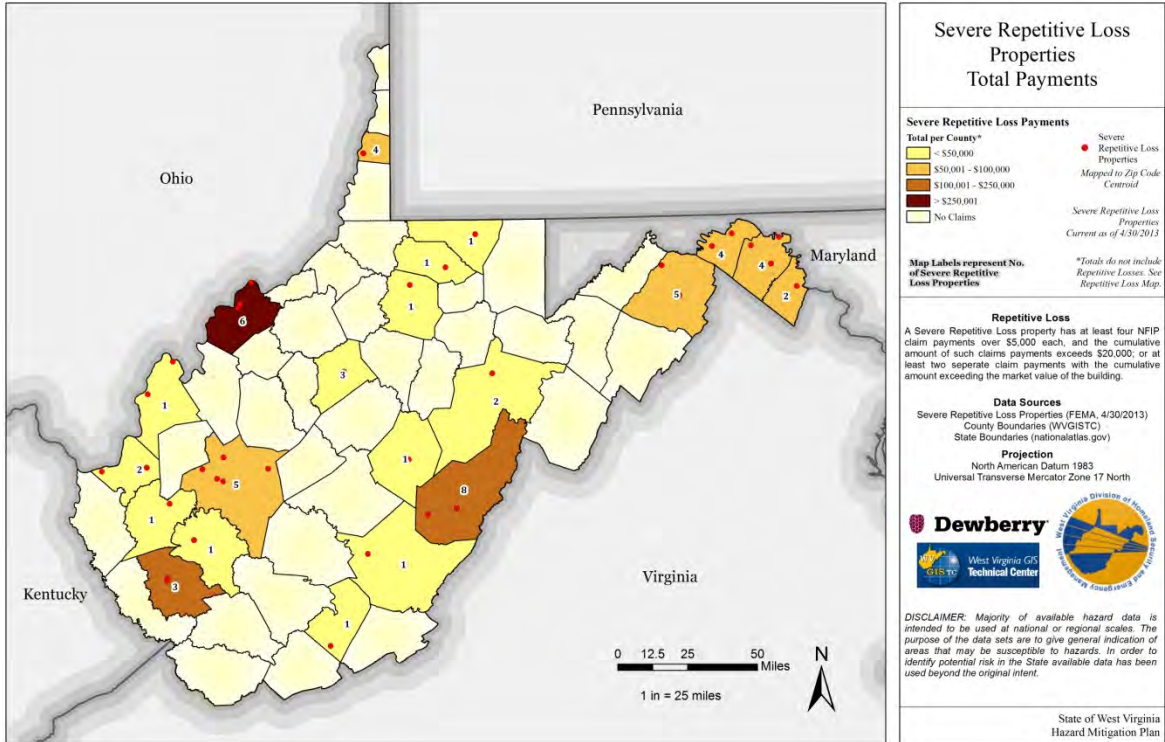 Pennsylvania
Ohio
Maryland
Kentucky
Virginia
4
1
1
1
4
4
2
5
6
3
2
1
2
1
5
8
1
1
3
1
1
0 12.5 25 50
Miles
1 in = 25 miles
N
Severe Repetitive Loss
Properties
Total Payments
Severe Repetitive Loss Payments
Total per County*
< $50,000
$50,001 - $100,000
$100,001 - $250,000
> $250,001
No Claims
Severe
Repetitive Loss
Properties
Mapped to Zip Code
Centroid
Severe Repetitive Loss
Properties
Current as of 4/30/2013
Map Labels represent No.
of Severe Repetitive
Loss Properties
*Totals do not include
Repetitive Losses. See
Repetitive Loss Map.
Repetitive Loss
A Severe Repetitive Loss property has at least four NFIP
claim payments over $5,000 each, and the cumulative
amount of such claims payments exceeds $20,000; or at
least two seperate claim payments with the cumulative
amount exceeding the market value of the building.
Data Sources
Severe Repetitive Loss Properties (FEMA, 4/30/2013)
County Boundaries (WVGISTC)
State Boundaries (nationalatlas.gov)
Projection
North American Datum 1983
Universal Transverse Mercator Zone 17 North
Dewberry
GIS TC
West Virginia GIS
Technical Center
West Virginia Division of Homeland
Security and Emergency Management
DISCLAIMER: Majority of available hazard data is
intended to be used at national or regional scales. The
purpose of the data sets are to give general indication of
areas that may be susceptible to hazards. In order to
identify potential risk in the State available data has been
used beyond the original intent.
State of West Virginia
Hazard Mitigation Plan